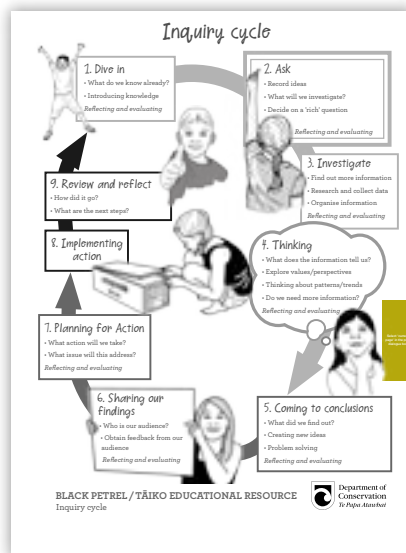 Inquiry cycle
1. Dive in
• What do we know already?
• Introducing knowledge
Reflecting and evaluating
2. Ask
• Record ideas
• What will we investigate?
• Decide on a 'rich' question
Reflecting and evaluating
3. Investigate
• Find out more information
• Research and collect data
• Organise information
Reflecting and evaluating
4. Thinking
• What does the information tell us?
• Explore values/perspectives
• Thinking about patterns/trends
• Do we need more information?
Reflecting and evaluating
5. Coming to conclusions
• What did we find out?
• Creating new ideas
• Problem solving
Reflecting and evaluating
6. Sharing our
findings
• Who is our audience?
• Obtain feedback from our
audience
Reflecting and evaluating
7. Planning for Action
• What action will we take?
• What issue will this address?
Reflecting and evaluating
8. Implementing
action
9. Review and reflect
• How did it go?
• What are the next steps?
BLACK PETREL / TĀIKO EDUCATIONAL RESOURCE
Inquiry cycle
Department of
Conservation
Te Papa Atawhai